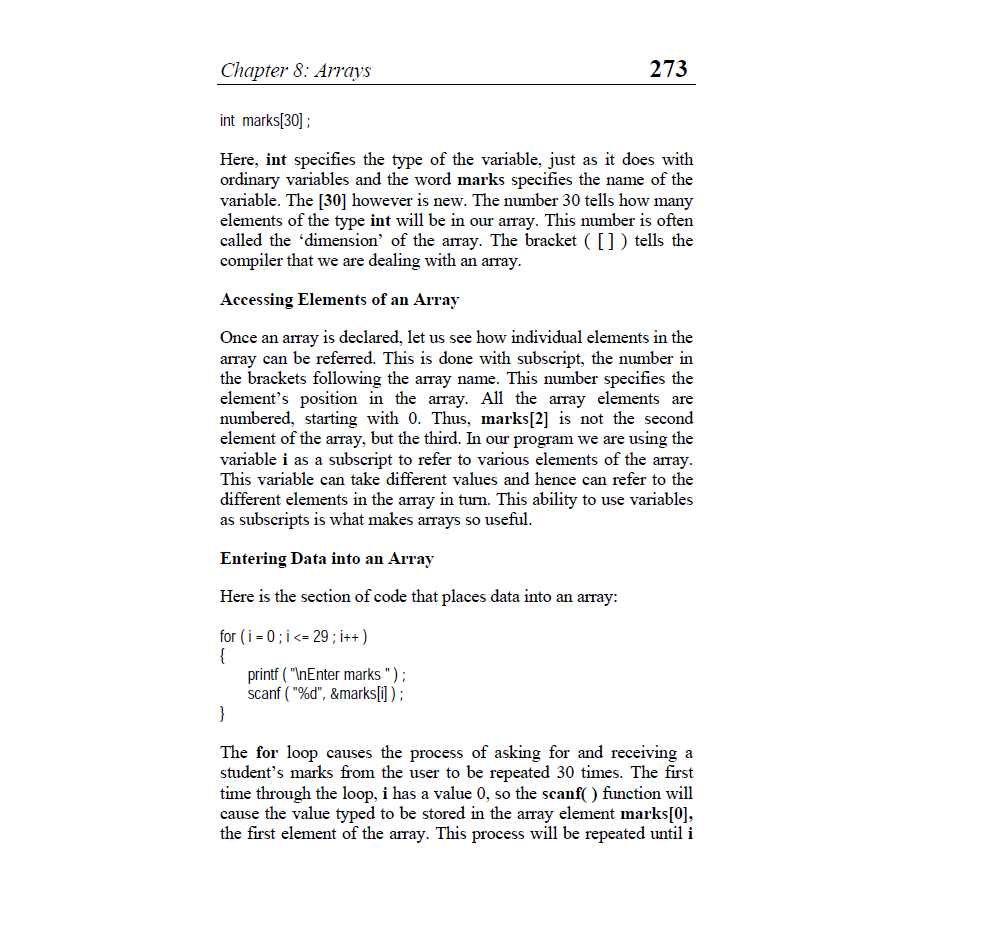 Chapter 8: Arrays 273
int marks[30] ;
Here, int specifies the type of the variable, just as it does with
ordinary variables and the word marks specifies the name of the
variable. The [30] however is new. The number 30 tells how many
elements of the type int will be in our array. This number is often
called the ‘dimension’ of the array. The bracket ( [ ] ) tells the
compiler that we are dealing with an array.
Accessing Elements of an Array
Once an array is declared, let us see how individual elements in the
array can be referred. This is done with subscript, the number in
the brackets following the array name. This number specifies the
element’s position in the array. All the array elements are
numbered, starting with 0. Thus, marks[2] is not the second
element of the array, but the third. In our program we are using the
variable i as a subscript to refer to various elements of the array.
This variable can take different values and hence can refer to the
different elements in the array in turn. This ability to use variables
as subscripts is what makes arrays so useful.
Entering Data into an Array
Here is the section of code that places data into an array:
for ( i = 0 ; i <= 29 ; i++ )
{
printf ( "\nEnter marks " ) ;
scanf ( "%d", &marks[i] ) ;
}
The for loop causes the process of asking for and receiving a
student’s marks from the user to be repeated 30 times. The first
time through the loop, i has a value 0, so the scanf( ) function will
cause the value typed to be stored in the array element marks[0],
the first element of the array. This process will be repeated until i